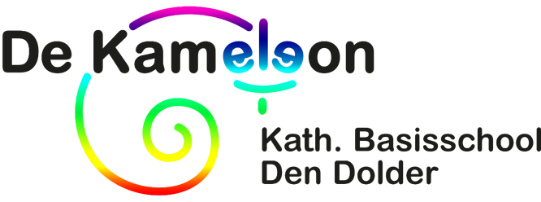 De Kameleon
Kath. Basisschool
Den Dolder